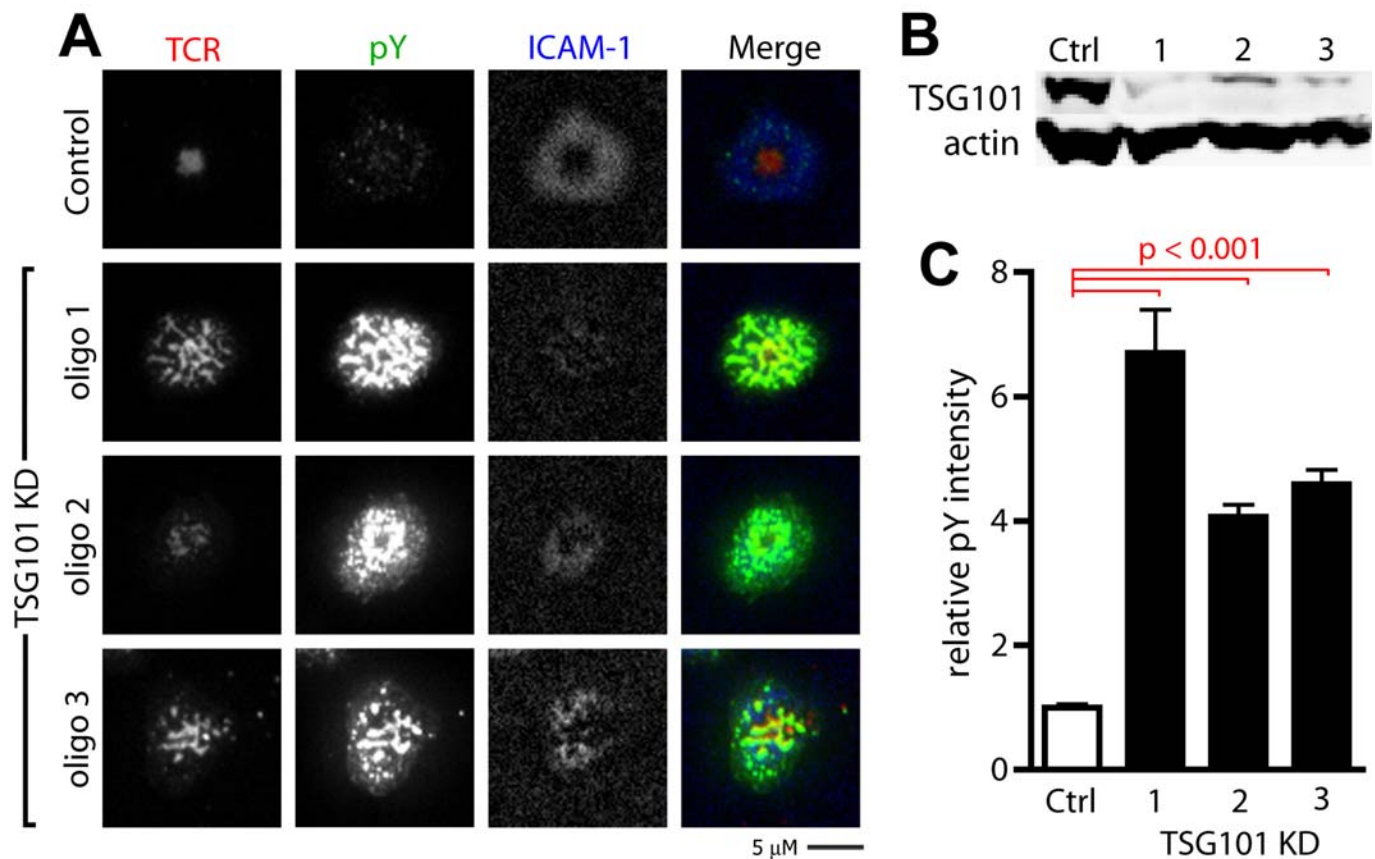 A
TCR
pY
ICAM-1
Merge
Control
TSG101 KD
oligo 1
oligo 2
oligo 3
5 µM
B
Ctrl 1 2 3
TSG101
actin
C
p < 0.001
relative pY intensity
8
6
4
2
0
Ctrl 1 2 3
TSG101 KD